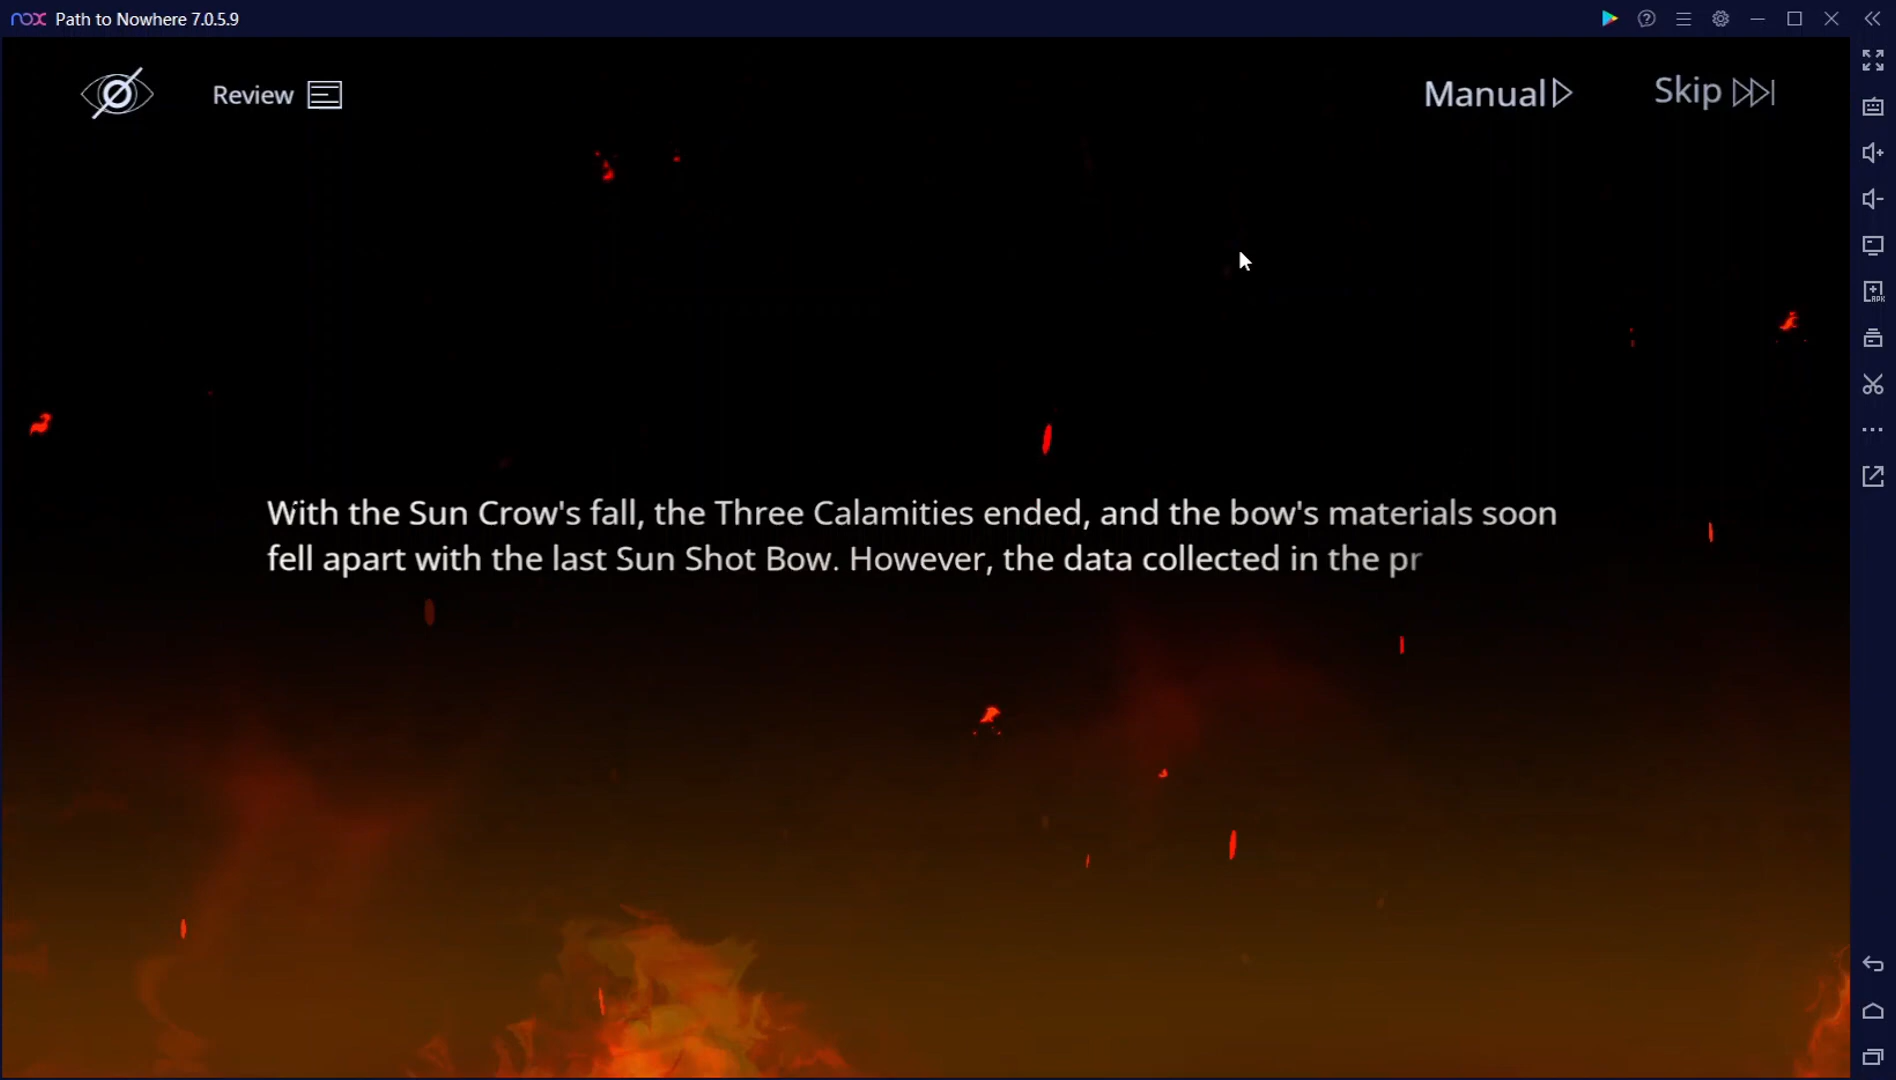 nox Path to Nowhere 7.0.5.9
Review
Manual
Skip
With the Sun Crow's fall, the Three Calamities ended, and the bow's materials soon
fell apart with the last Sun Shot Bow. However, the data collected in the pr